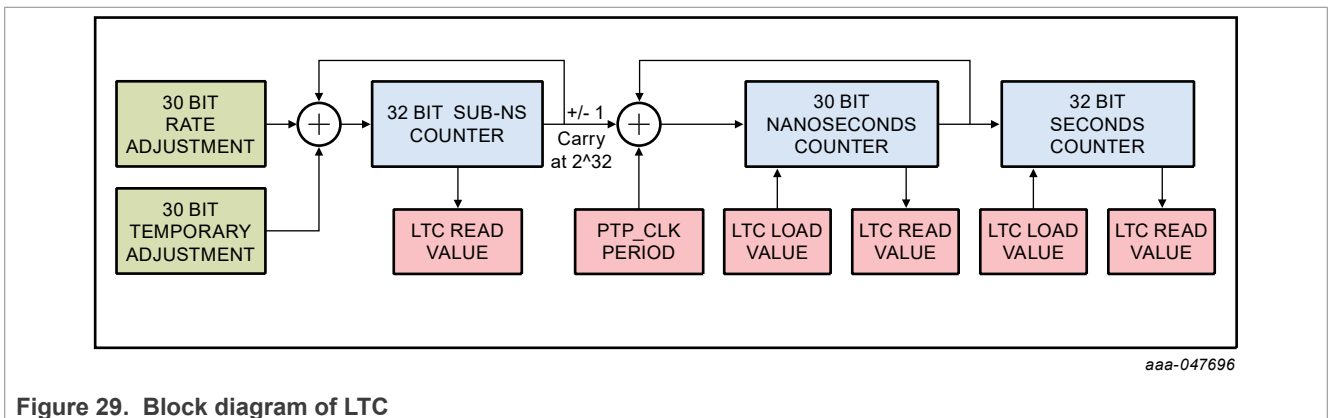 30 BIT
RATE
ADJUSTMENT
30 BIT
TEMPORARY
ADJUSTMENT
+
32 BIT SUB-NS
COUNTER
LTC READ
VALUE
+/- 1
Carry
at 2^32
+
PTP_CLK
PERIOD
30 BIT
NANOSECONDS
COUNTER
LTC LOAD
VALUE
LTC READ
VALUE
32 BIT
SECONDS
COUNTER
LTC LOAD
VALUE
LTC READ
VALUE
aaa-047696
Figure 29. Block diagram of LTC